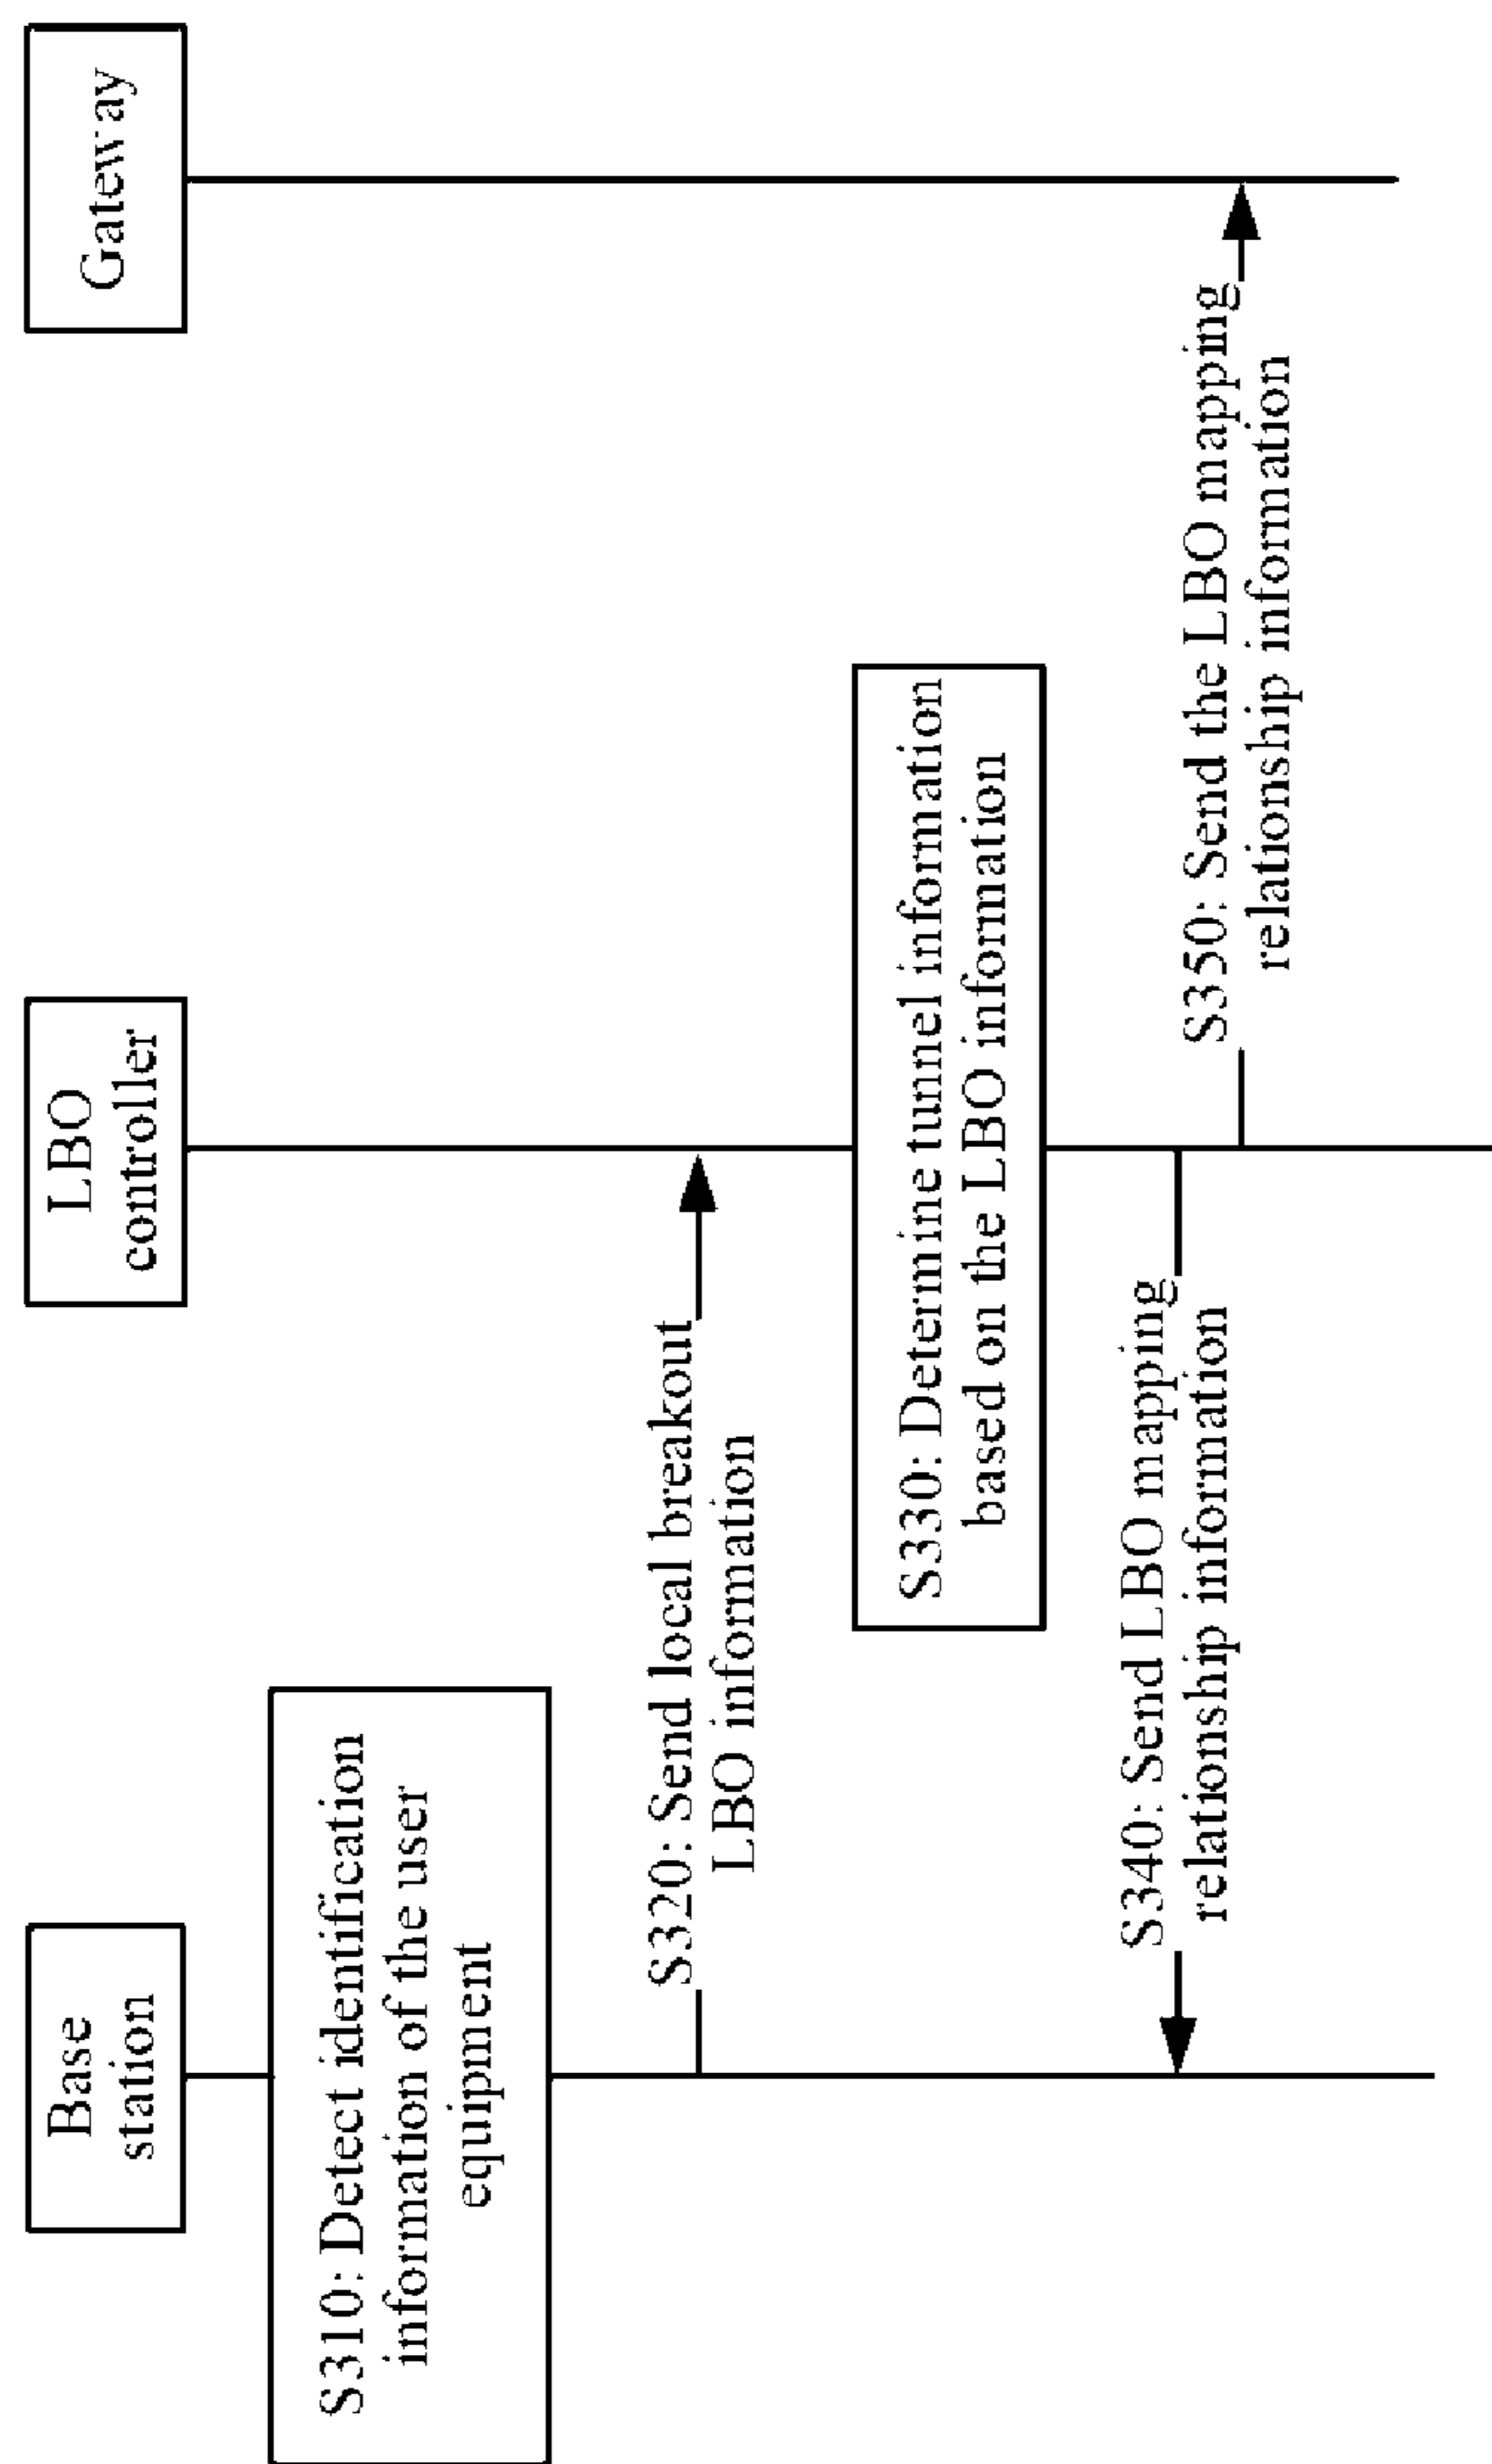 Base
station
LBO
controller
Gateway
S310: Detect identification
information of the user
equipment
S320: Send local breakout
LBO information
S330: Determine tunnel information
based on the LBO information
S340: Send LBO mapping
relationship information
S350: Send the LBO mapping
relationship information